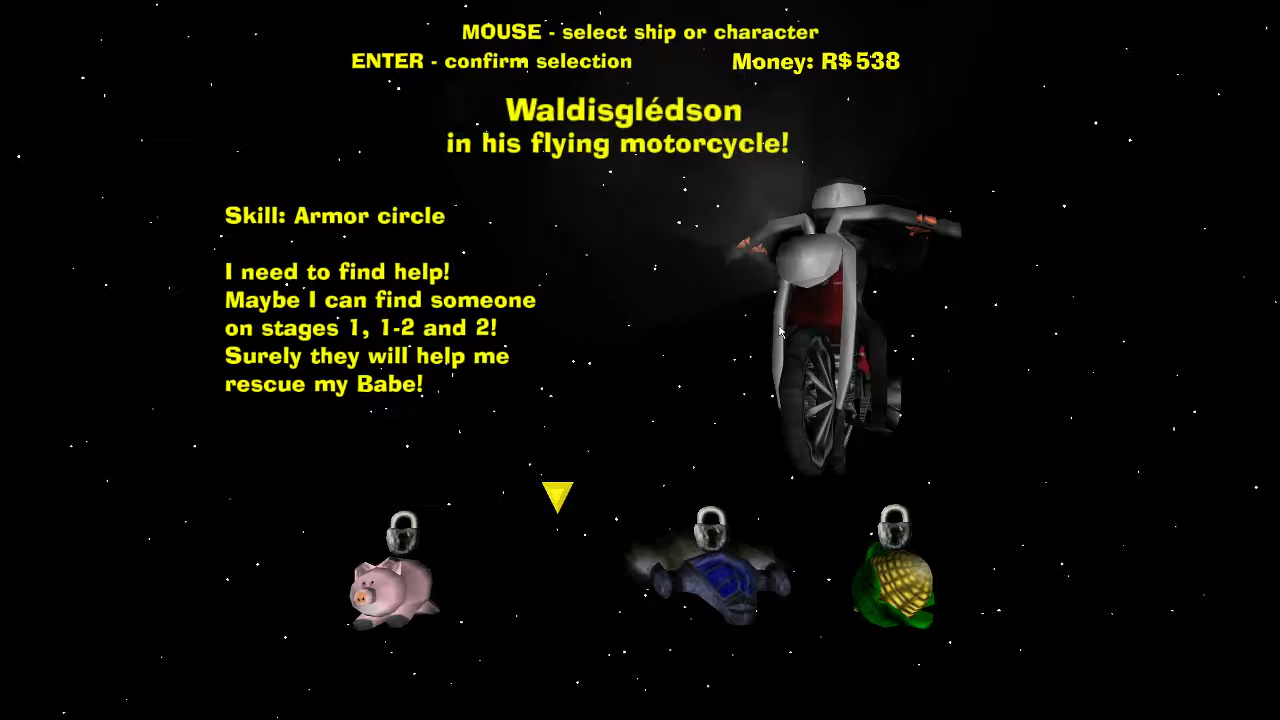 MOUSE - select ship or character
ENTER - confirm selection
Money: R$ 538
Waldisglédson
in his flying motorcycle!
Skill: Armor circle
I need to find help!
Maybe I can find someone
on stages 1, 1-2 and 2!
Surely they will help me
rescue my Babe!